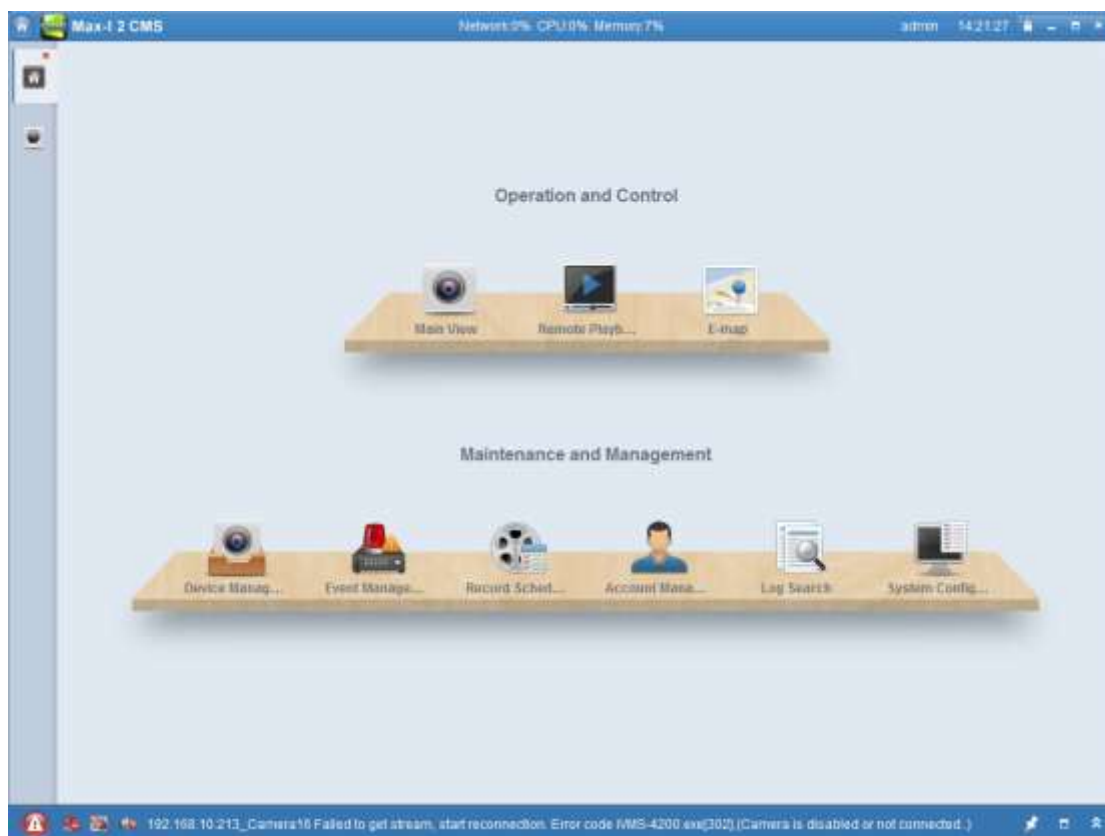 Max-I 2 CMS
Network:0% CPU:0% Memory:7%
admin 14:21:27
Operation and Control
Main View
Remote Playb...
E-map
Maintenance and Management
Device Manag...
Event Manage...
Record Sched...
Account Mana...
Log Search
System Config...
192.168.10.213_Camera16 Failed to get stream, start reconnection. Error code iVMS-4200.exe[302].(Camera is disabled or not connected.)